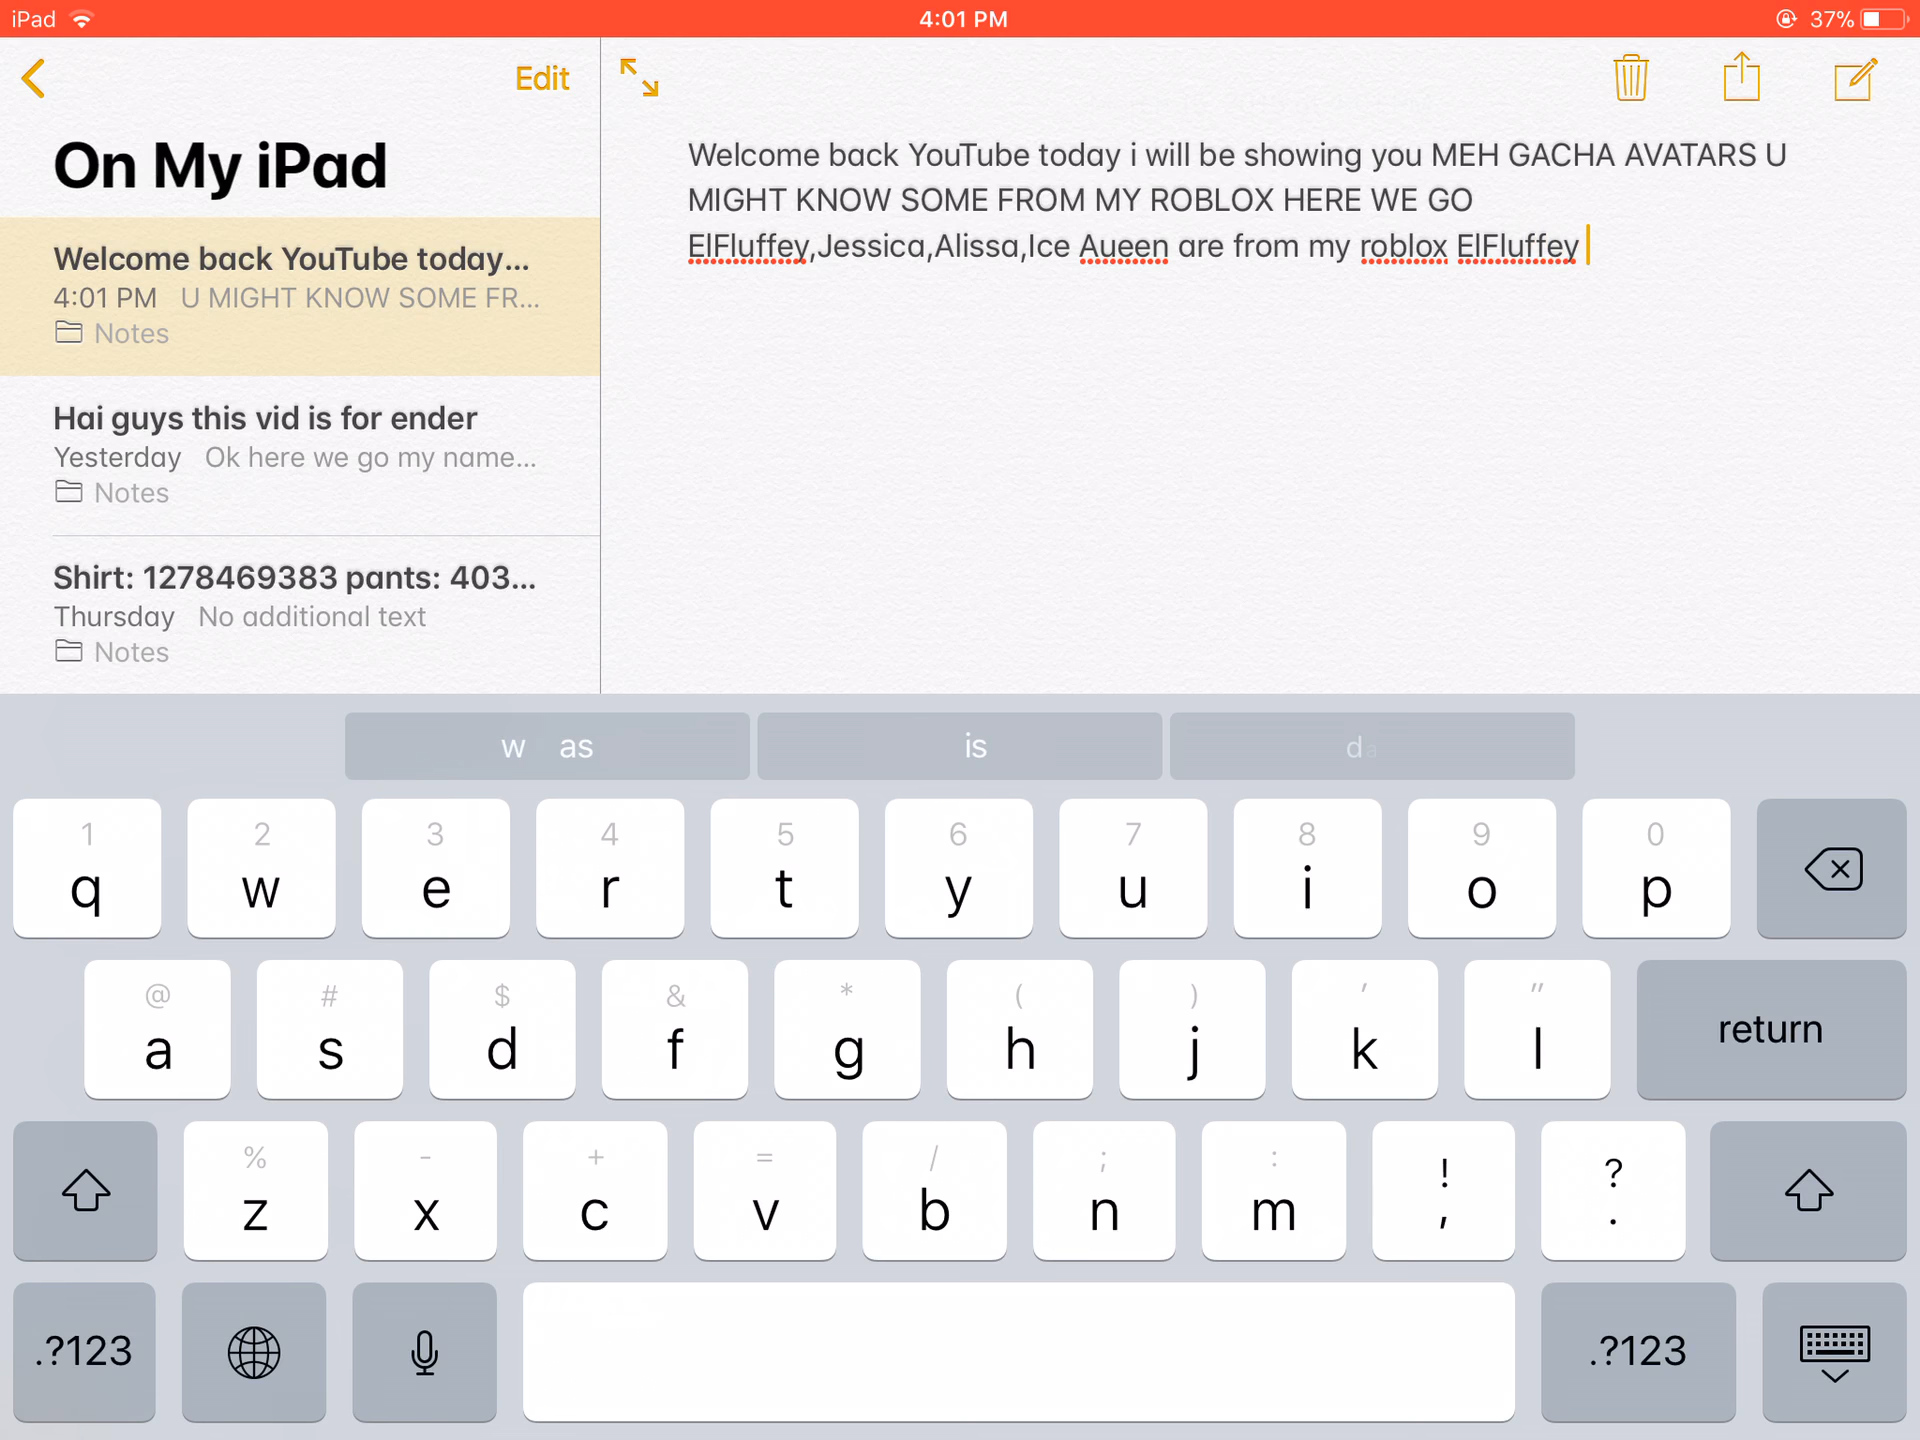 iPad 4:01 PM 37%
Edit
On My iPad
Welcome back YouTube today...
4:01 PM U MIGHT KNOW SOME FR...
Notes
Hai guys this vid is for ender
Yesterday Ok here we go my name...
Notes
Shirt: 1278469383 pants: 403...
Thursday No additional text
Notes
Welcome back YouTube today i will be showing you MEH GACHA AVATARS U
MIGHT KNOW SOME FROM MY ROBLOX HERE WE GO
ElFluffey,Jessica,Alissa,Ice Aueen are from my roblox ElFluffey
w as is
1 2 3 4 5 6 7 8 9 0
q w e r t y u i o p
@ # $ & * ( ) ' "
a s d f g h j k l return
% - + = / ; : ! ?
z x c v b n m , .
.?123 .?123